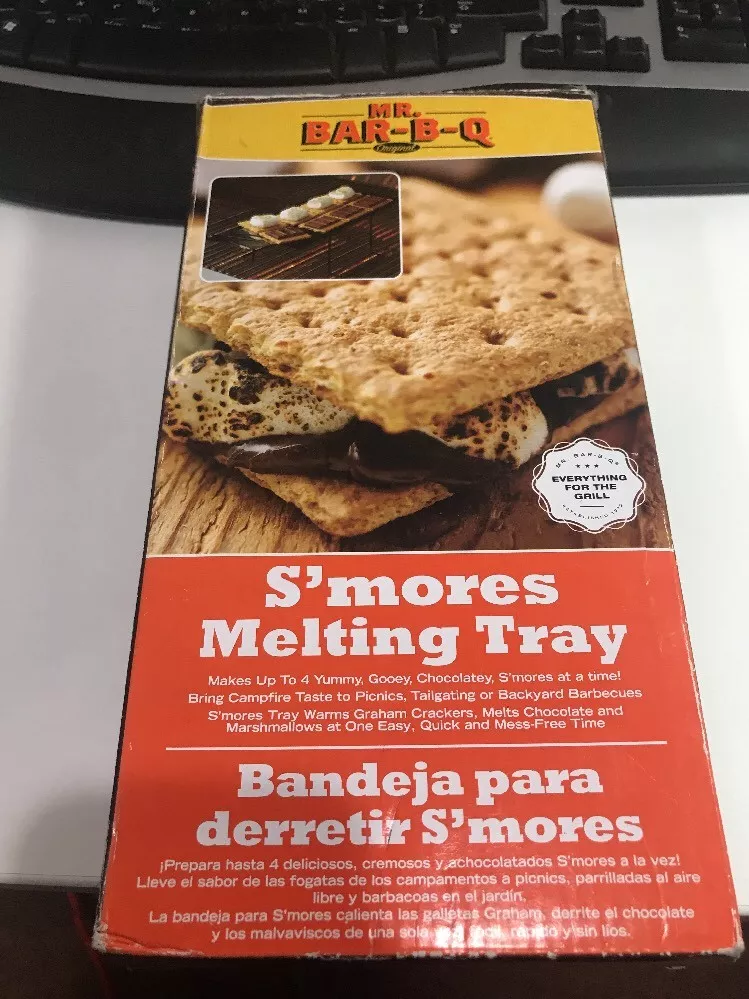 MR.
BAR-B-Q
Original
MR. BAR-B-Q
EVERYTHING
FOR THE
GRILL
S'mores
Melting Tray
Makes Up To 4 Yummy, Gooey, Chocolatey, S'mores at a time!
Bring Campfire Taste to Picnics, Tailgating or Backyard Barbecues
S'mores Tray Warms Graham Crackers, Melts Chocolate and
Marshmallows at One Easy, Quick and Mess-Free Time
Bandeja para
derretir S'mores
¡Prepara hasta 4 deliciosos, cremosos y achocolatados S'mores a la vez!
Lleve el sabor de las fogatas de los campamentos a picnics, parrilladas al aire
libre y barbacoas en el jardín.
La bandeja para S'mores calienta las galletas Graham, derrite el chocolate
y los malvaviscos de una sola vez, fácil, rápido y sin líos.